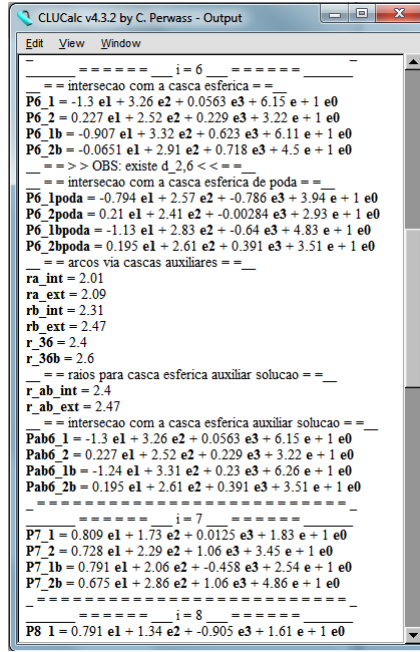 CLUCalc v4.3.2 by C. Perwass - Output
Edit View Window
_ _
______ = = = = = = ___ i = 6 ___ = = = = = = ______
__ = = intersecao com a casca esferica = =__
P6_1 = -1.3 e1 + 3.26 e2 + 0.0563 e3 + 6.15 e + 1 e0
P6_2 = 0.227 e1 + 2.52 e2 + 0.229 e3 + 3.22 e + 1 e0
P6_1b = -0.907 e1 + 3.32 e2 + 0.623 e3 + 6.11 e + 1 e0
P6_2b = -0.0651 e1 + 2.91 e2 + 0.718 e3 + 4.5 e + 1 e0
__ = = > > OBS: existe d_2,6 < < = =__
__ = = intersecao com a casca esferica de poda = =__
P6_1poda = -0.794 e1 + 2.57 e2 + -0.786 e3 + 3.94 e + 1 e0
P6_2poda = 0.21 e1 + 2.41 e2 + -0.00284 e3 + 2.93 e + 1 e0
P6_1bpoda = -1.13 e1 + 2.83 e2 + -0.64 e3 + 4.83 e + 1 e0
P6_2bpoda = 0.195 e1 + 2.61 e2 + 0.391 e3 + 3.51 e + 1 e0
__ = = arcos via cascas auxiliares = =__
ra_int = 2.01
ra_ext = 2.09
rb_int = 2.31
rb_ext = 2.47
r_36 = 2.4
r_36b = 2.6
__ = = raios para casca esferica auxiliar solucao = =__
r_ab_int = 2.4
r_ab_ext = 2.47
__ = = intersecao com a casca esferica auxiliar solucao = =__
Pab6_1 = -1.3 e1 + 3.26 e2 + 0.0563 e3 + 6.15 e + 1 e0
Pab6_2 = 0.227 e1 + 2.52 e2 + 0.229 e3 + 3.22 e + 1 e0
Pab6_1b = -1.24 e1 + 3.31 e2 + 0.23 e3 + 6.26 e + 1 e0
Pab6_2b = 0.195 e1 + 2.61 e2 + 0.391 e3 + 3.51 e + 1 e0
_ = = = = = = = = = = = = = = = = = = = = = = = = = = _
______ = = = = = = ___ i = 7 ___ = = = = = = ______
P7_1 = 0.809 e1 + 1.73 e2 + 0.0125 e3 + 1.83 e + 1 e0
P7_2 = 0.728 e1 + 2.29 e2 + 1.06 e3 + 3.45 e + 1 e0
P7_1b = 0.791 e1 + 2.06 e2 + -0.458 e3 + 2.54 e + 1 e0
P7_2b = 0.675 e1 + 2.86 e2 + 1.06 e3 + 4.86 e + 1 e0
_ = = = = = = = = = = = = = = = = = = = = = = = = = = _
______ = = = = = = ___ i = 8 ___ = = = = = = ______
P8_1 = 0.791 e1 + 1.34 e2 + -0.905 e3 + 1.61 e + 1 e0